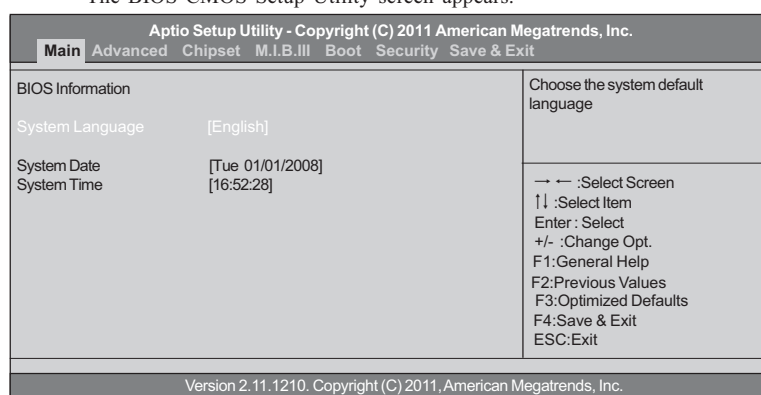 The BIOS CMOS Setup Utility screen appears.
Aptio Setup Utility - Copyright (C) 2011 American Megatrends, Inc.
Main Advanced Chipset M.I.B.III Boot Security Save & Exit
BIOS Information
System Language [English]
System Date [Tue 01/01/2008]
System Time [16:52:28]
Choose the system default
language
→ ← :Select Screen
↑↓ :Select Item
Enter : Select
+/- :Change Opt.
F1:General Help
F2:Previous Values
F3:Optimized Defaults
F4:Save & Exit
ESC:Exit
Version 2.11.1210. Copyright (C) 2011, American Megatrends, Inc.